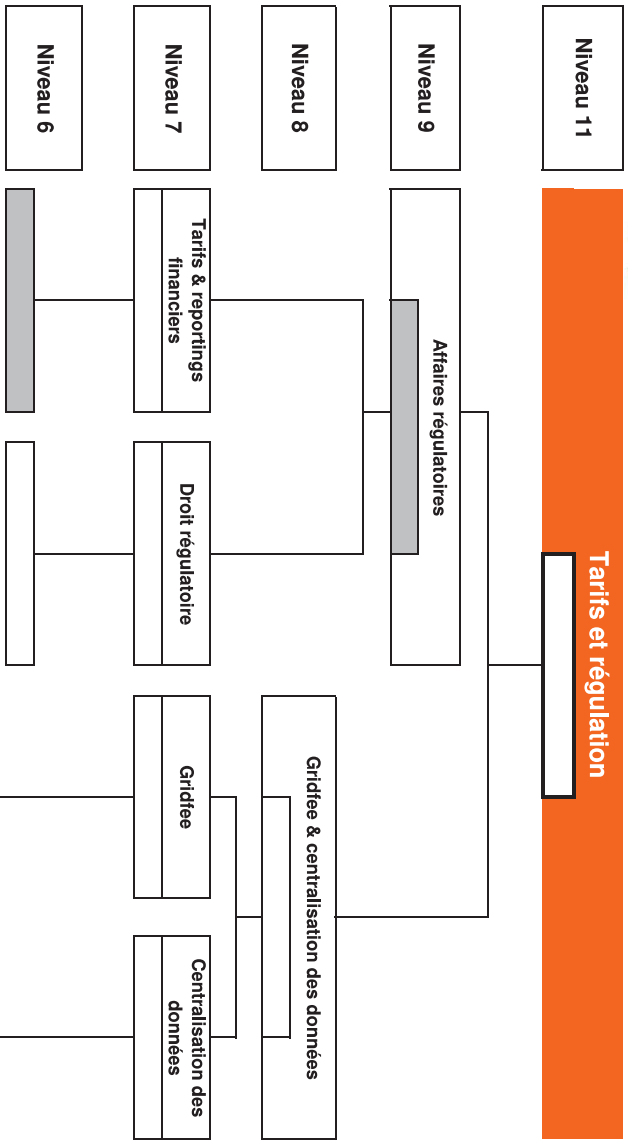 Niveau 11
Tarifs et régulation
Niveau 9
Affaires régulatoires
Niveau 8
Gridfee & centralisation des données
Niveau 7
Tarifs & reportings
financiers
Droit régulatoire
Gridfee
Centralisation des
données
Niveau 6